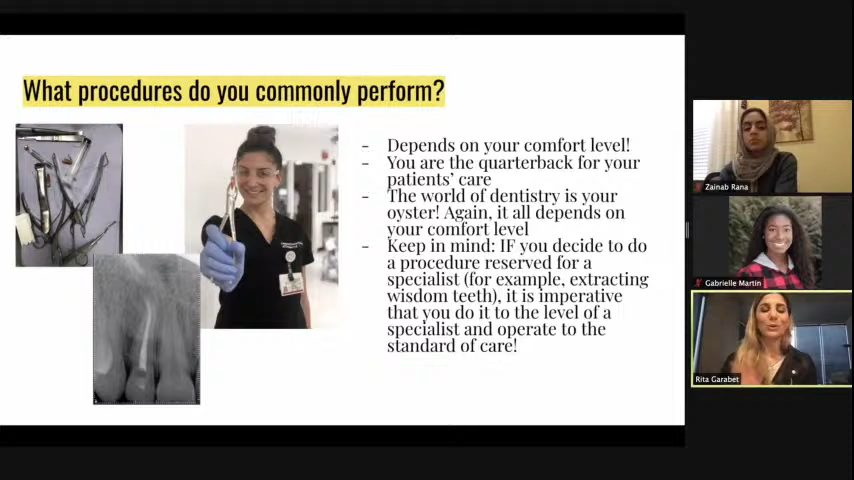 What procedures do you commonly perform?
- Depends on your comfort level!
- You are the quarterback for your
patients' care
- The world of dentistry is your
oyster! Again, it all depends on
your comfort level
- Keep in mind: IF you decide to do
a procedure reserved for a
specialist (for example, extracting
wisdom teeth), it is imperative
that you do it to the level of a
specialist and operate to the
standard of care!
Zainab Rana
Gabrielle Martin
Rita Garabet